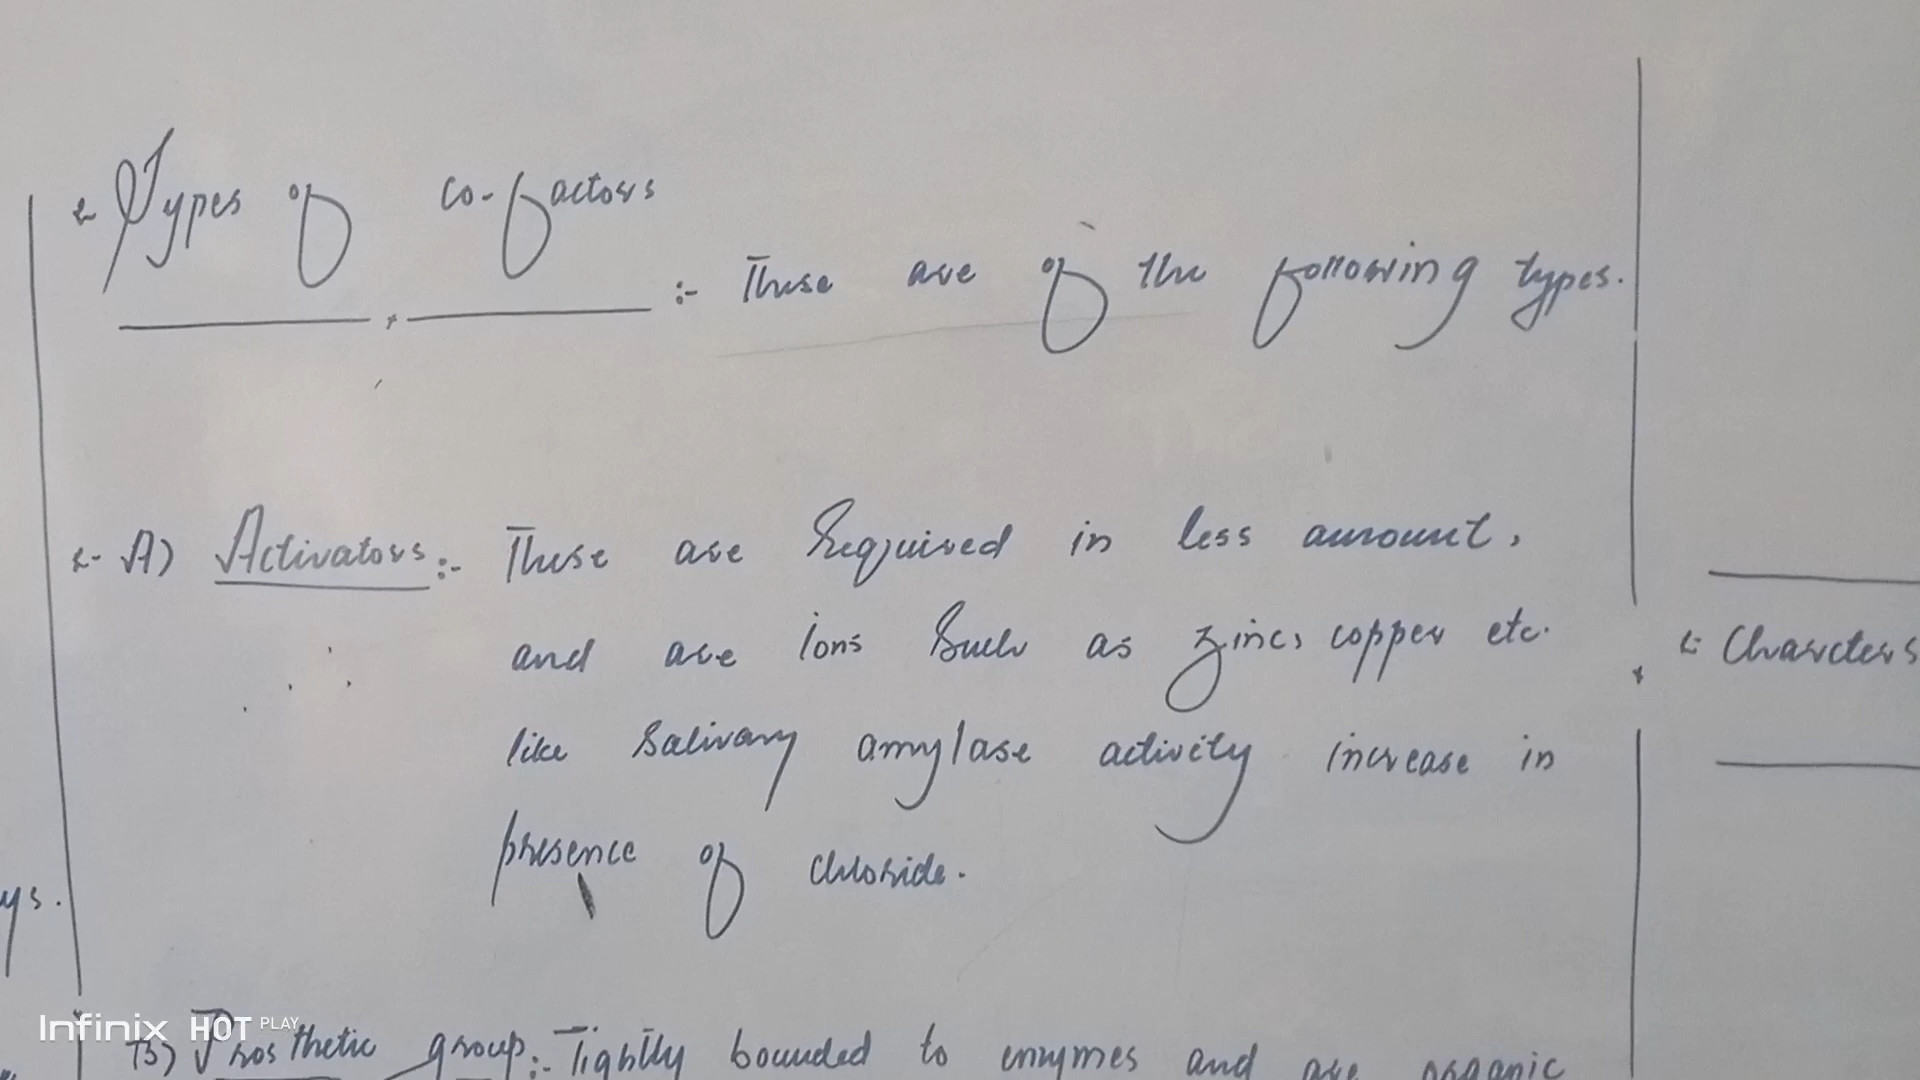 Types of co-factors
:- These are of the following types.
A) Activators :- These are Required in less amount,
and are ions Such as zinc, copper etc.
like Salivary amylase activity increase in
presence of chloride.
B) Prosthetic group :- Tightly bounded to enzymes and are organic
Charcters
ys.
Infinix HOT PLAY